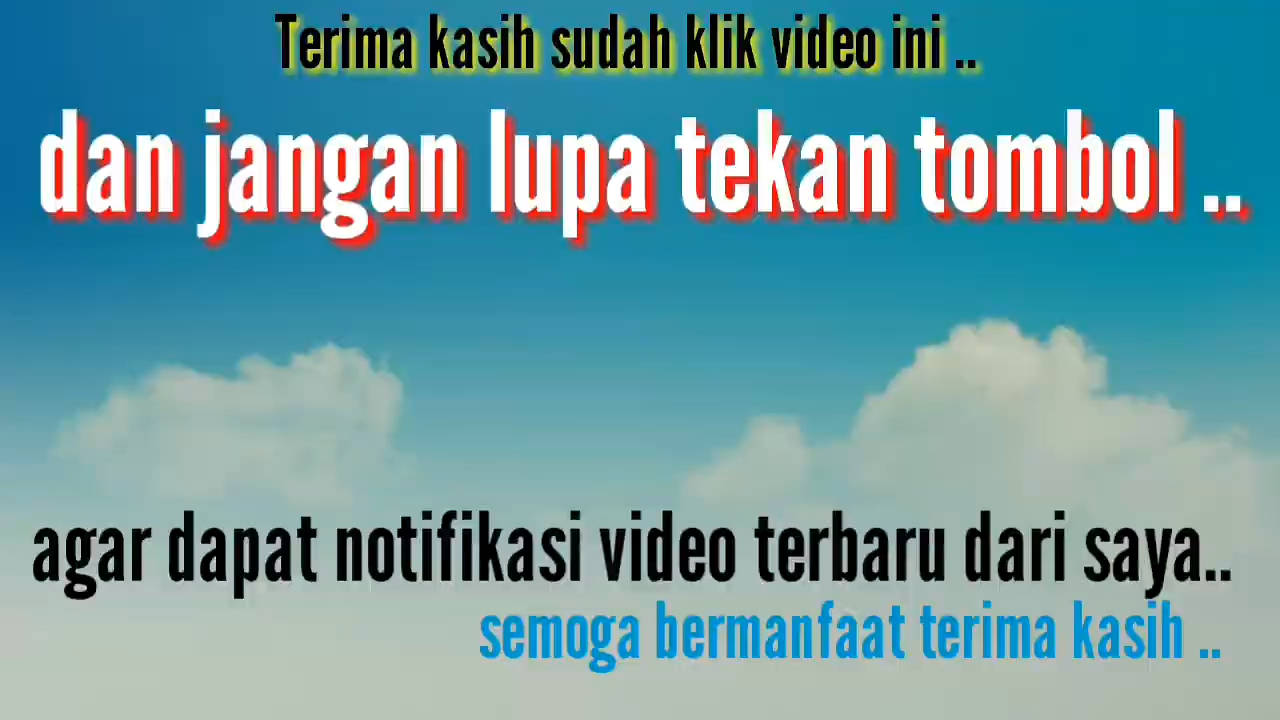 Terima kasih sudah klik video ini ..
dan jangan lupa tekan tombol ..
agar dapat notifikasi video terbaru dari saya..
semoga bermanfaat terima kasih ..